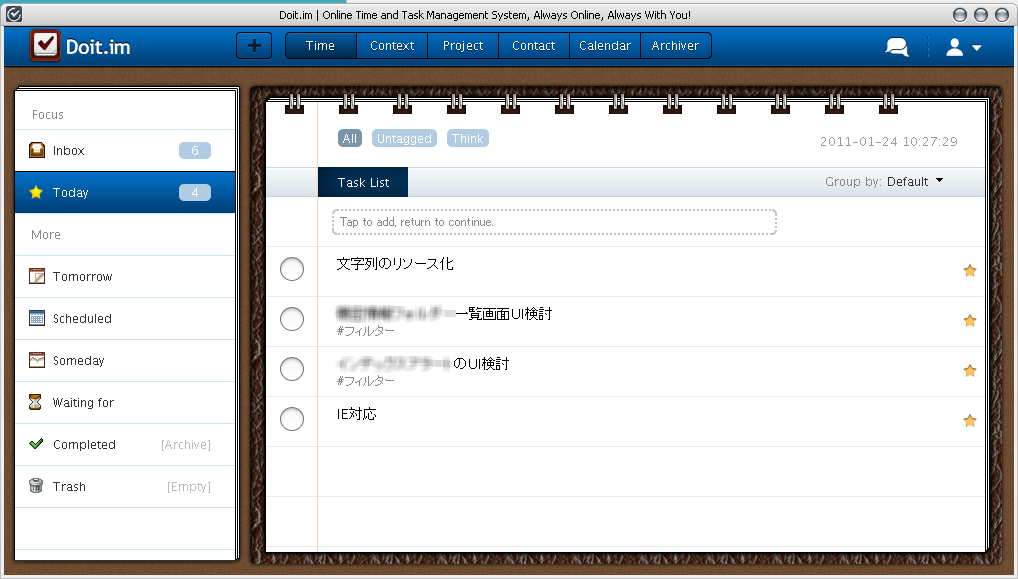 Doit.im | Online Time and Task Management System, Always Online, Always With You!
Doit.im
+ Time Context Project Contact Calendar Archiver
Focus
Inbox 6
Today 4
More
Tomorrow
Scheduled
Someday
Waiting for
Completed [Archive]
Trash [Empty]
All Untagged Think
2011-01-24 10:27:29
Task List
Group by: Default
Tap to add, return to continue.
文字列のリソース化
一覧画面UI検討
#フィルター
のUI検討
#フィルター
IE対応